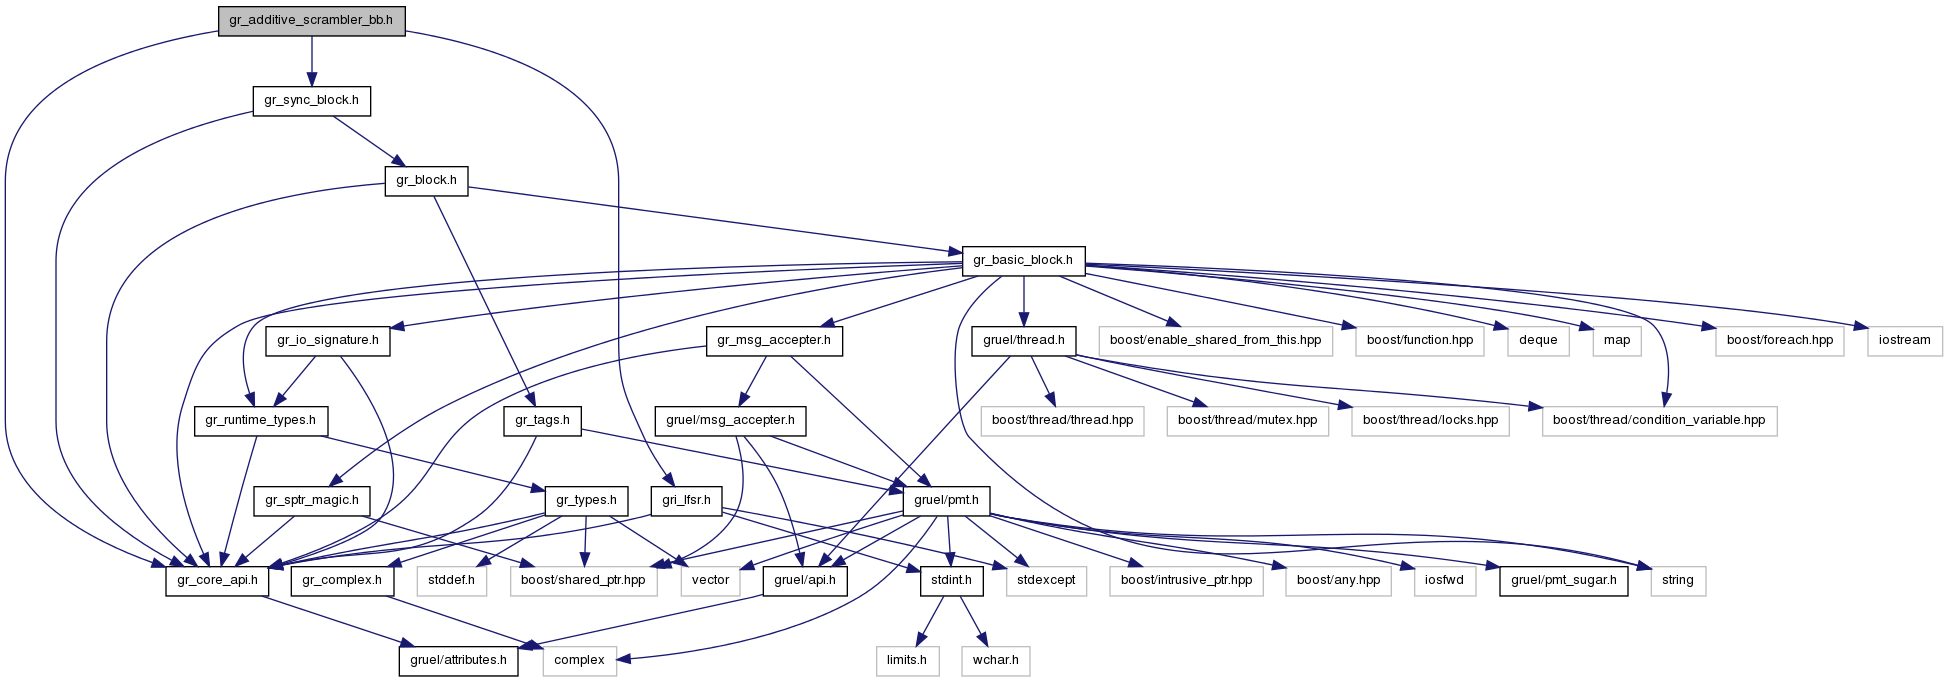 gr_additive_scrambler_bb.h
gr_sync_block.h
gr_block.h
gr_basic_block.h
gr_io_signature.h
gr_msg_accepter.h
gruel/thread.h
boost/enable_shared_from_this.hpp
boost/function.hpp
deque
map
boost/foreach.hpp
iostream
gr_runtime_types.h
gr_tags.h
gruel/msg_accepter.h
boost/thread/thread.hpp
boost/thread/mutex.hpp
boost/thread/locks.hpp
boost/thread/condition_variable.hpp
gr_sptr_magic.h
gr_types.h
gri_lfsr.h
gruel/pmt.h
gr_core_api.h
gr_complex.h
stddef.h
boost/shared_ptr.hpp
vector
gruel/api.h
stdint.h
stdexcept
boost/intrusive_ptr.hpp
boost/any.hpp
iosfwd
gruel/pmt_sugar.h
string
gruel/attributes.h
complex
limits.h
wchar.h